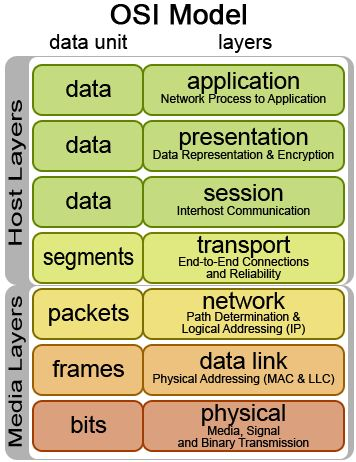 OSI Model
data unit layers
Host Layers
data application
Network Process to Application
data presentation
Data Representation & Encryption
data session
Interhost Communication
segments transport
End-to-End Connections
and Reliability
Media Layers
packets network
Path Determination &
Logical Addressing (IP)
frames data link
Physical Addressing (MAC & LLC)
bits physical
Media, Signal
and Binary Transmission